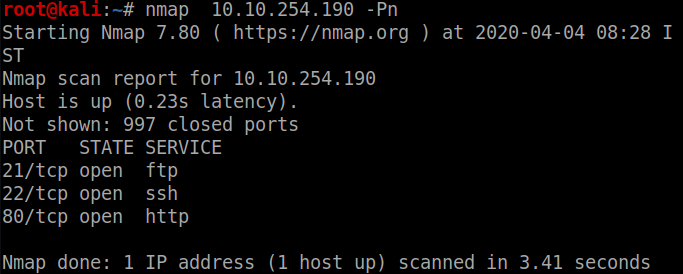 root@kali:~# nmap  10.10.254.190 -Pn
Starting Nmap 7.80 ( https://nmap.org ) at 2020-04-04 08:28 I
ST
Nmap scan report for 10.10.254.190
Host is up (0.23s latency).
Not shown: 997 closed ports
PORT   STATE SERVICE
21/tcp open  ftp
22/tcp open  ssh
80/tcp open  http

Nmap done: 1 IP address (1 host up) scanned in 3.41 seconds